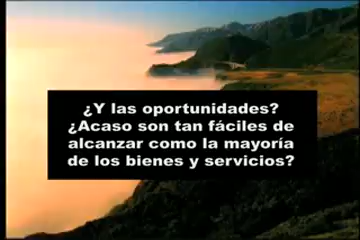 ¿Y las oportunidades?
¿Acaso son tan fáciles de
alcanzar como la mayoría
de los bienes y servicios?